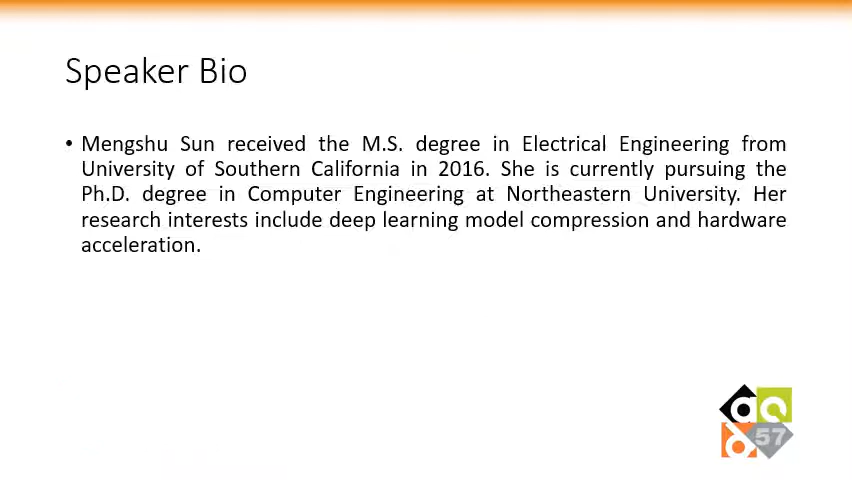 Speaker Bio
• Mengshu Sun received the M.S. degree in Electrical Engineering from
University of Southern California in 2016. She is currently pursuing the
Ph.D. degree in Computer Engineering at Northeastern University. Her
research interests include deep learning model compression and hardware
acceleration.
57